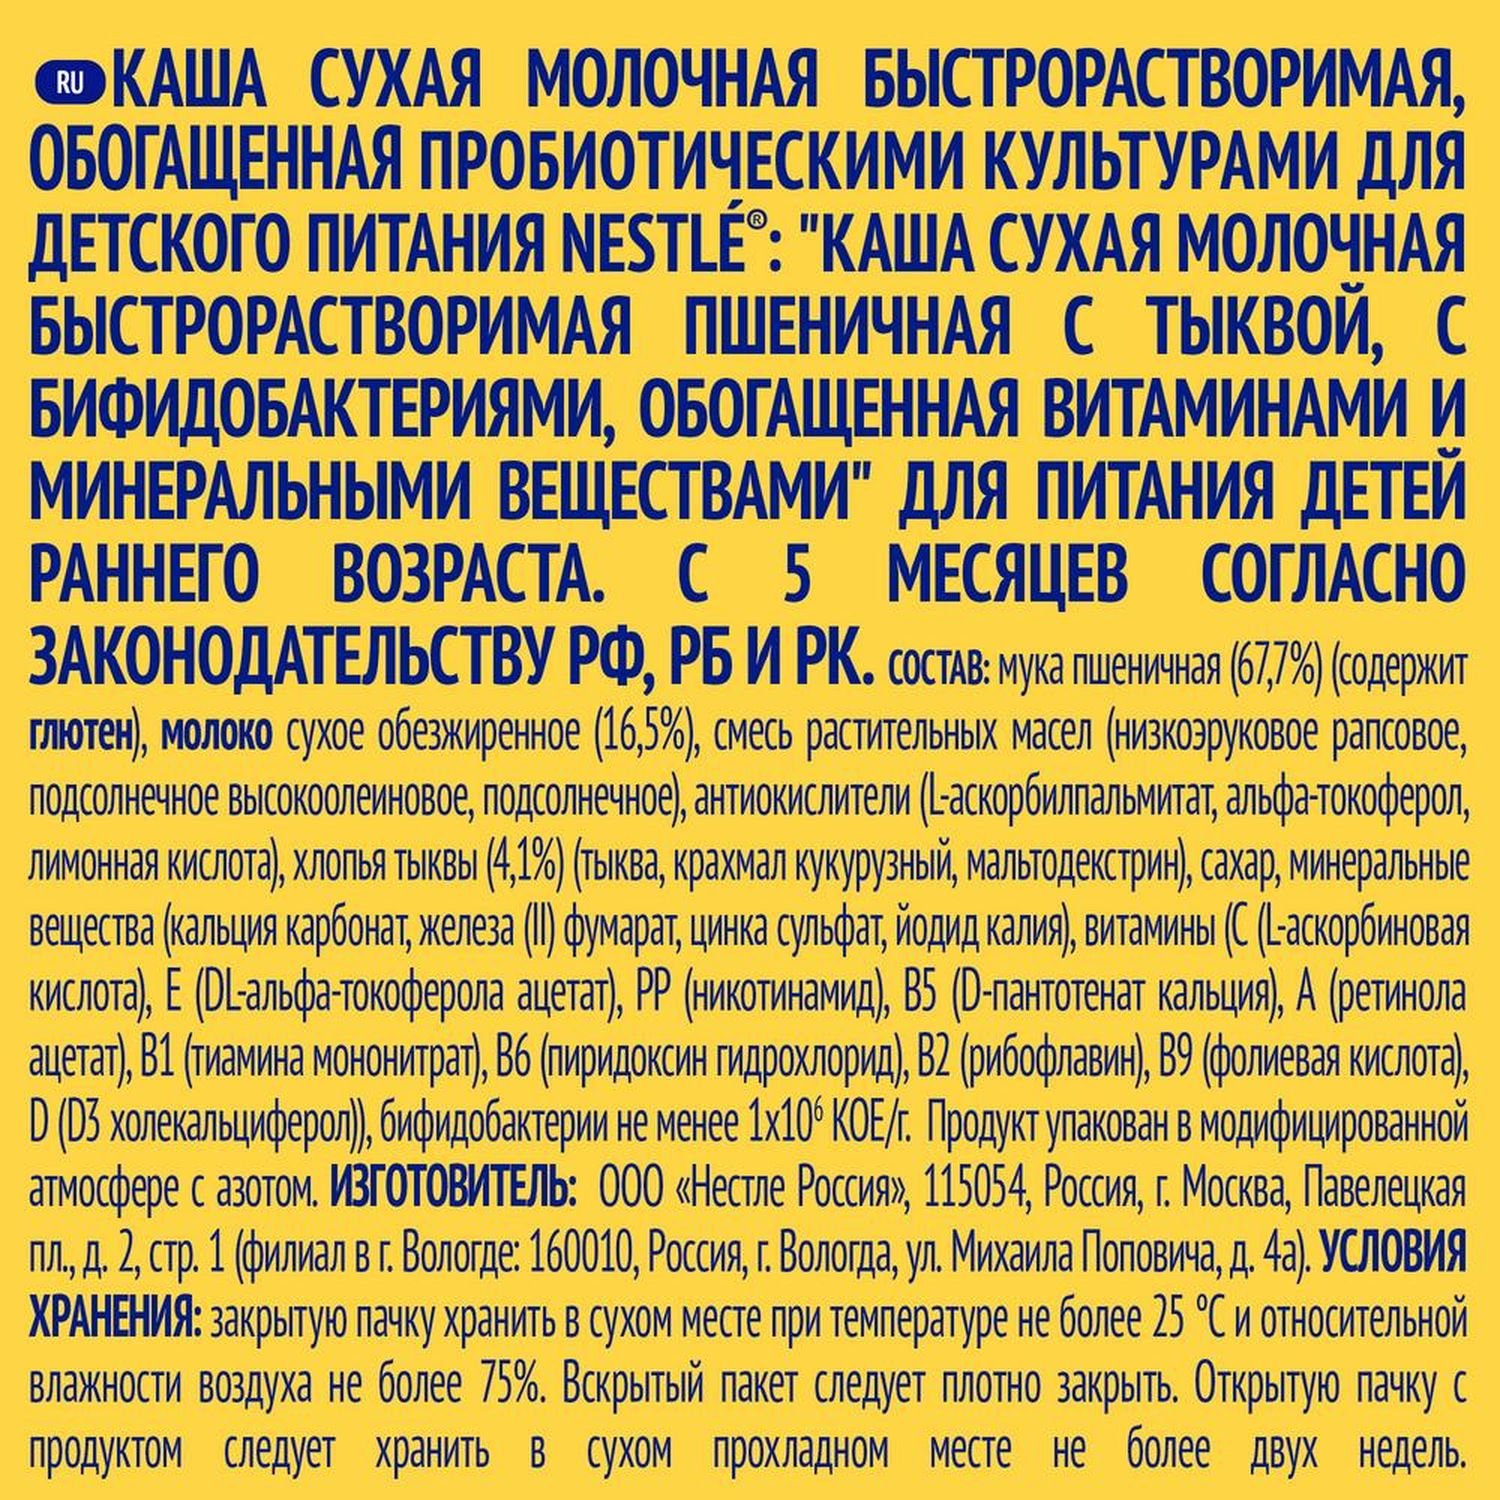 RU КАША СУХАЯ МОЛОЧНАЯ БЫСТРОРАСТВОРИМАЯ,
ОБОГАЩЕННАЯ ПРОБИОТИЧЕСКИМИ КУЛЬТУРАМИ ДЛЯ
ДЕТСКОГО ПИТАНИЯ NESTLÉ®: "КАША СУХАЯ МОЛОЧНАЯ
БЫСТРОРАСТВОРИМАЯ ПШЕНИЧНАЯ С ТЫКВОЙ, С
БИФИДОБАКТЕРИЯМИ, ОБОГАЩЕННАЯ ВИТАМИНАМИ И
МИНЕРАЛЬНЫМИ ВЕЩЕСТВАМИ" ДЛЯ ПИТАНИЯ ДЕТЕЙ
РАННЕГО ВОЗРАСТА. С 5 МЕСЯЦЕВ СОГЛАСНО
ЗАКОНОДАТЕЛЬСТВУ РФ, РБ И РК. СОСТАВ: мука пшеничная (67,7%) (содержит
глютен), молоко сухое обезжиренное (16,5%), смесь растительных масел (низкоэруковое рапсовое,
подсолнечное высокоолеиновое, подсолнечное), антиокислители (L-аскорбилпальмитат, альфа-токоферол,
лимонная кислота), хлопья тыквы (4,1%) (тыква, крахмал кукурузный, мальтодекстрин), сахар, минеральные
вещества (кальция карбонат, железа (II) фумарат, цинка сульфат, йодид калия), витамины (С (L-аскорбиновая
кислота), Е (DL-альфа-токоферола ацетат), РР (никотинамид), В5 (D-пантотенат кальция), А (ретинола
ацетат), В1 (тиамина мононитрат), В6 (пиридоксин гидрохлорид), В2 (рибофлавин), В9 (фолиевая кислота),
D (D3 холекальциферол)), бифидобактерии не менее 1х10⁶ КОЕ/г. Продукт упакован в модифицированной
атмосфере с азотом. ИЗГОТОВИТЕЛЬ: ООО «Нестле Россия», 115054, Россия, г. Москва, Павелецкая
пл., д. 2, стр. 1 (филиал в г. Вологде: 160010, Россия, г. Вологда, ул. Михаила Поповича, д. 4а). УСЛОВИЯ
ХРАНЕНИЯ: закрытую пачку хранить в сухом месте при температуре не более 25 °С и относительной
влажности воздуха не более 75%. Вскрытый пакет следует плотно закрыть. Открытую пачку с
продуктом следует хранить в сухом прохладном месте не более двух недель.